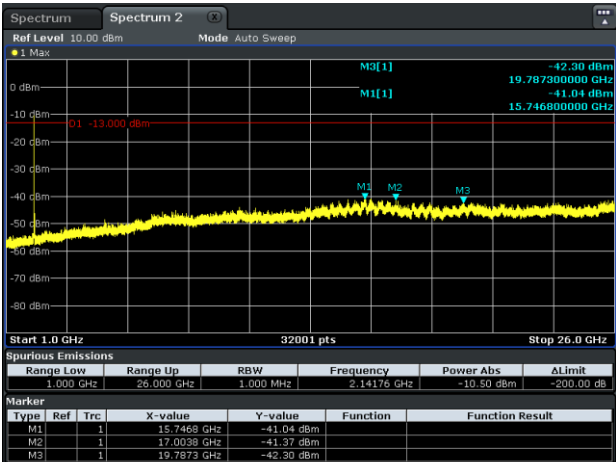 Spectrum Spectrum 2 X
Ref Level 10.00 dBm Mode Auto Sweep
1 Max
M3[1] -42.30 dBm
19.787300000 GHz
0 dBm
M1[1] -41.04 dBm
15.746800000 GHz
-10 dBm
D1 -13.000 dBm
-20 dBm
-30 dBm
M1 M2 M3
-40 dBm
-50 dBm
-60 dBm
-70 dBm
-80 dBm
Start 1.0 GHz 32001 pts Stop 26.0 GHz
Spurious Emissions
Range Low Range Up RBW Frequency Power Abs ΔLimit
1.000 GHz 26.000 GHz 1.000 MHz 2.14176 GHz -10.50 dBm -200.00 dB
Marker
Type Ref Trc X-value Y-value Function Function Result
M1 1 15.7468 GHz -41.04 dBm
M2 1 17.0038 GHz -41.37 dBm
M3 1 19.7873 GHz -42.30 dBm